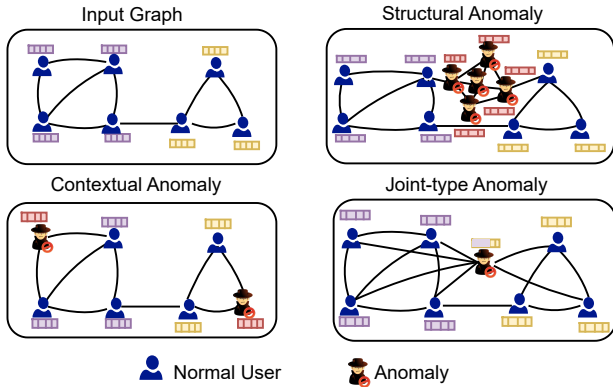 Input Graph
Structural Anomaly
Contextual Anomaly
Joint-type Anomaly
Normal User
Anomaly